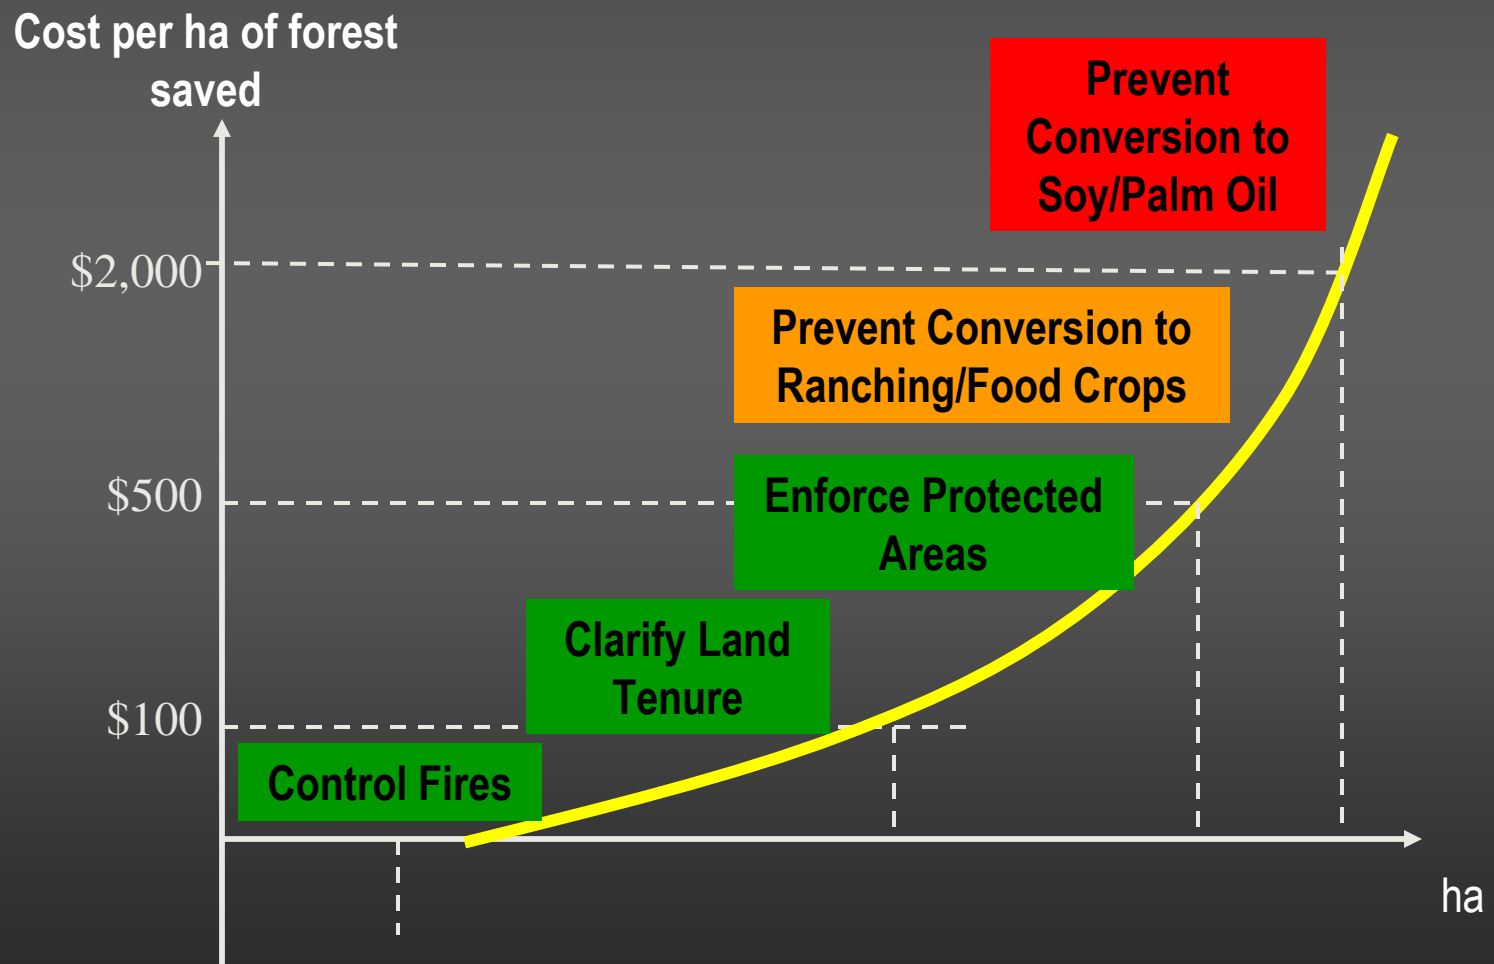 Cost per ha of forest
saved
Prevent
Conversion to
Soy/Palm Oil
$2,000
Prevent Conversion to
Ranching/Food Crops
$500
Enforce Protected
Areas
Clarify Land
Tenure
$100
Control Fires
ha